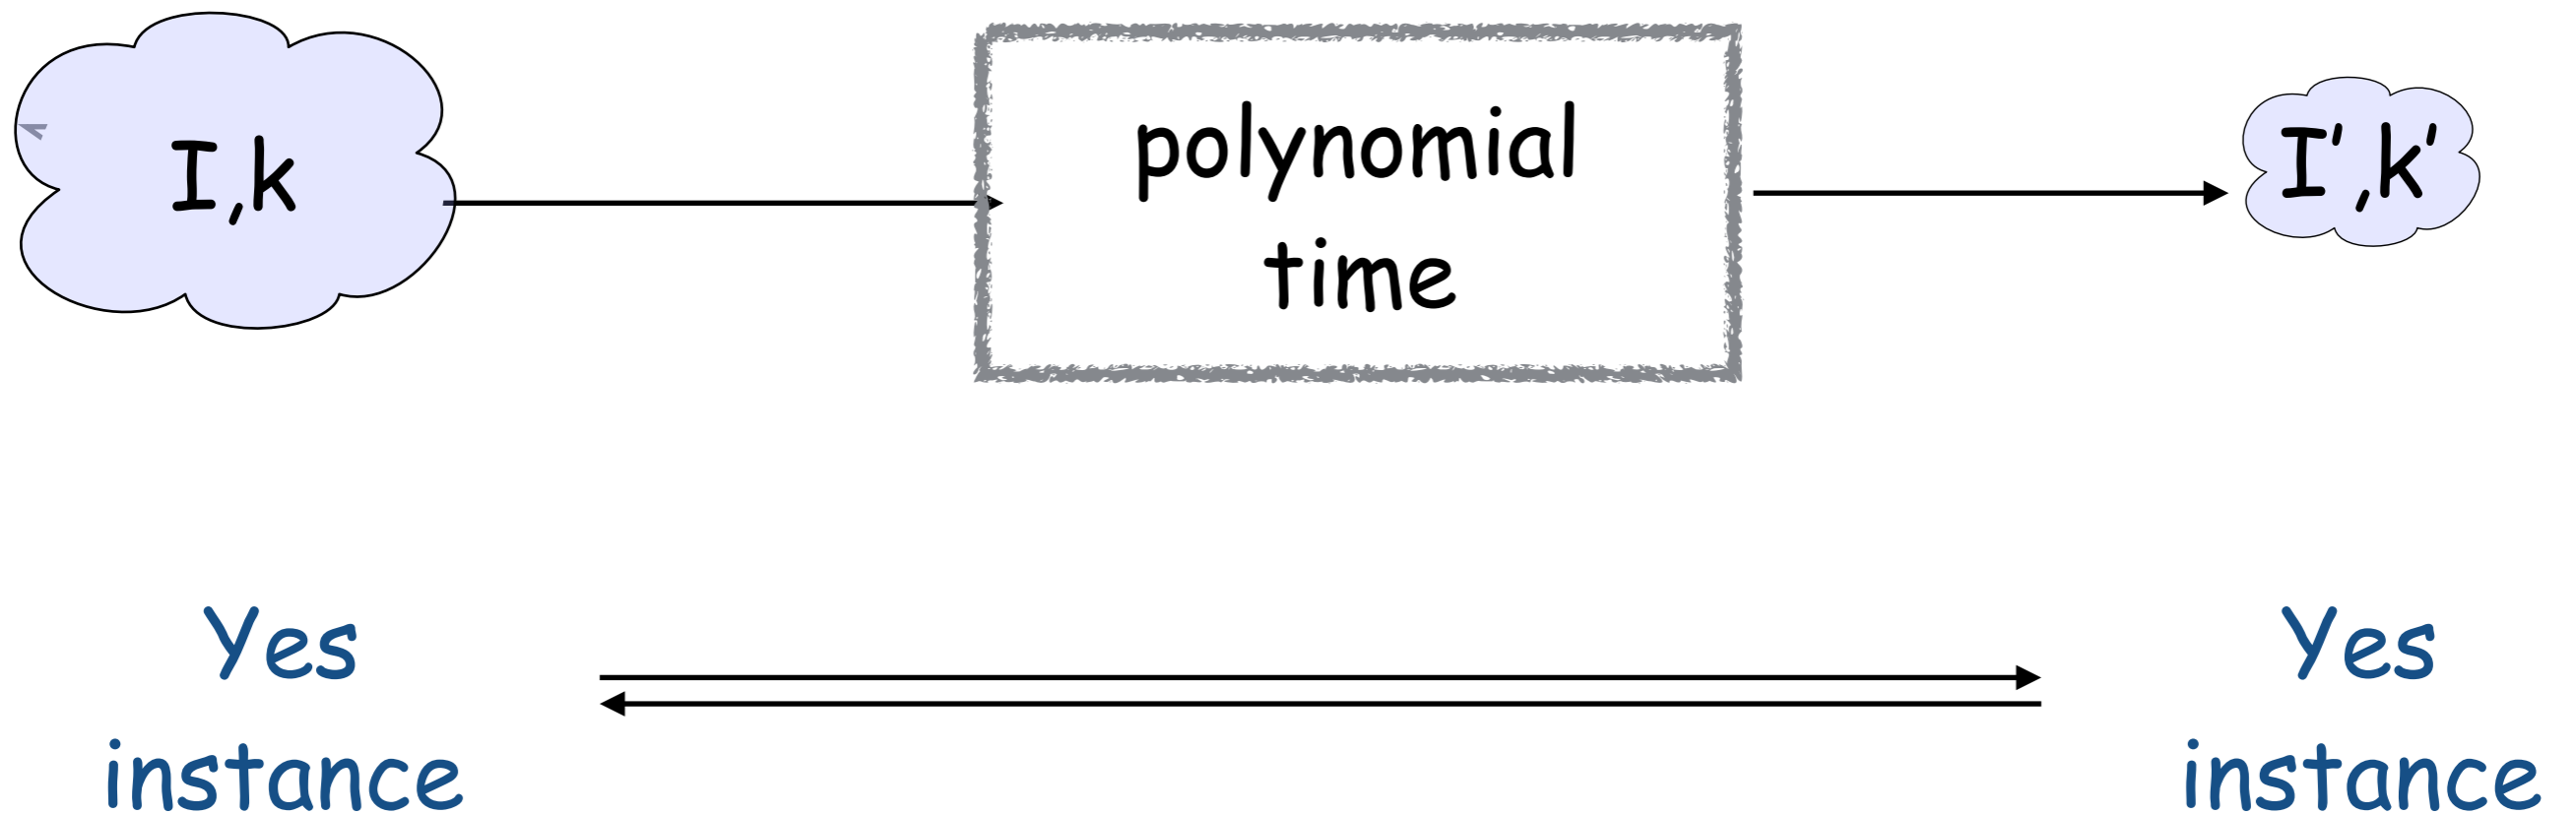 I,k
polynomial
time
I',k'
Yes
instance
Yes
instance